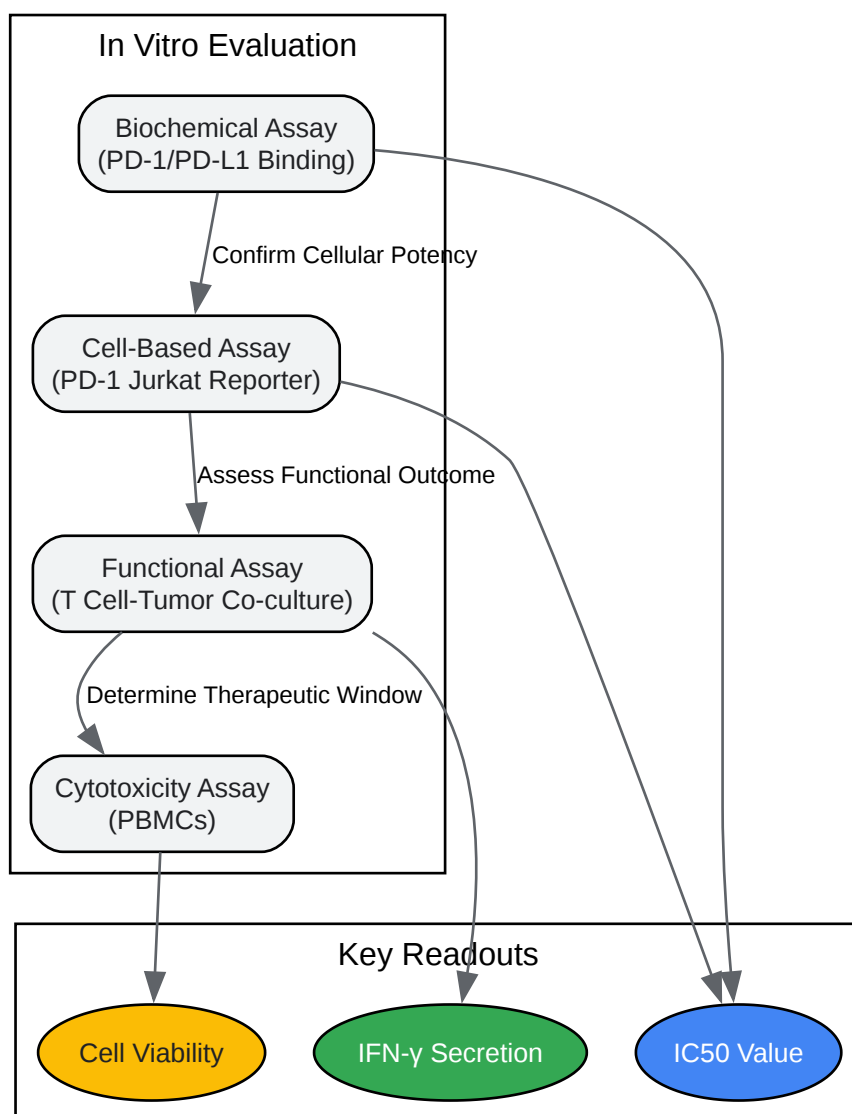 In Vitro Evaluation
Biochemical Assay
(PD-1/PD-L1 Binding)
Confirm Cellular Potency
Cell-Based Assay
(PD-1 Jurkat Reporter)
Assess Functional Outcome
Functional Assay
(T Cell-Tumor Co-culture)
Determine Therapeutic Window
Cytotoxicity Assay
(PBMCs)
Key Readouts
Cell Viability
IFN-γ Secretion
IC50 Value